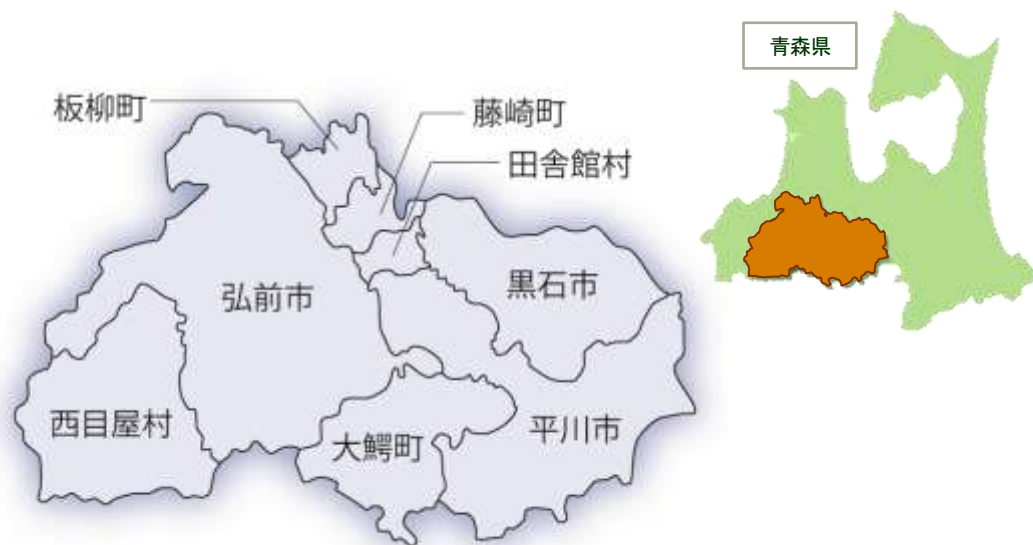 青森県
板柳町
藤崎町
田舎館村
弘前市
黒石市
西目屋村
大鰐町
平川市